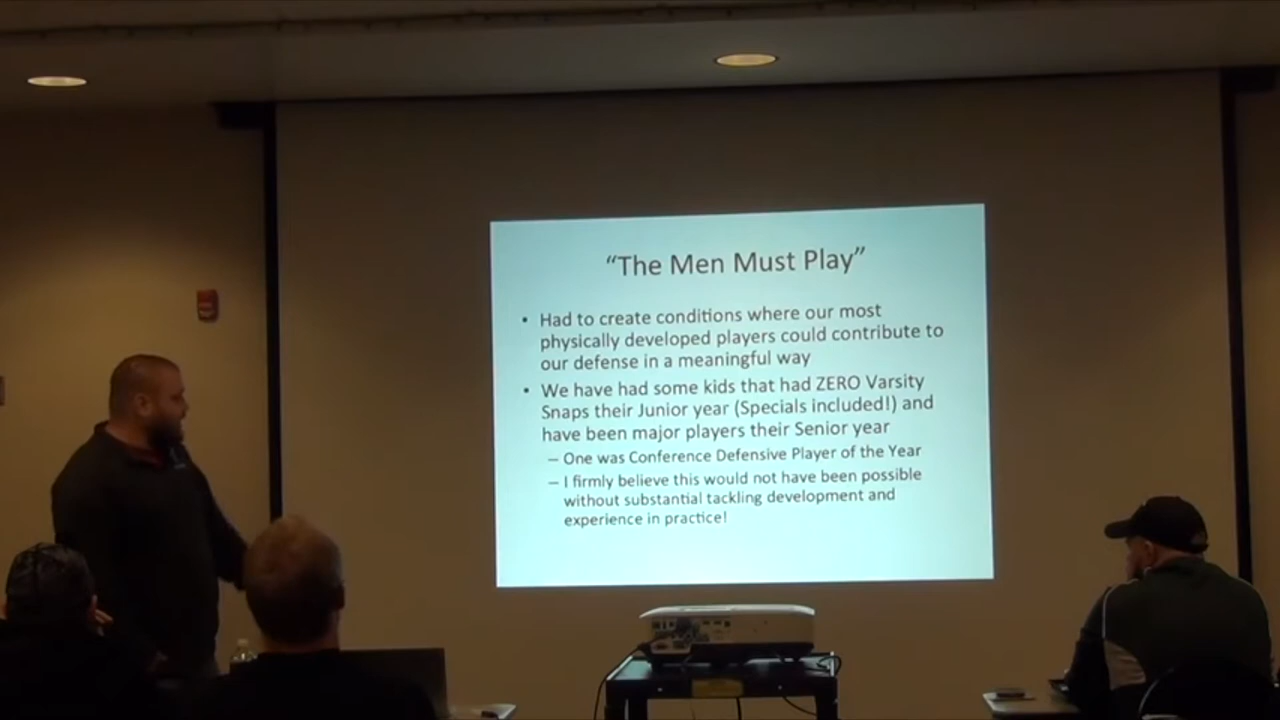 “The Men Must Play”
• Had to create conditions where our most
physically developed players could contribute to
our defense in a meaningful way
• We have had some kids that had ZERO Varsity
Snaps their Junior year (Specials included!) and
have been major players their Senior year
– One was Conference Defensive Player of the Year
– I firmly believe this would not have been possible
without substantial tackling development and
experience in practice!